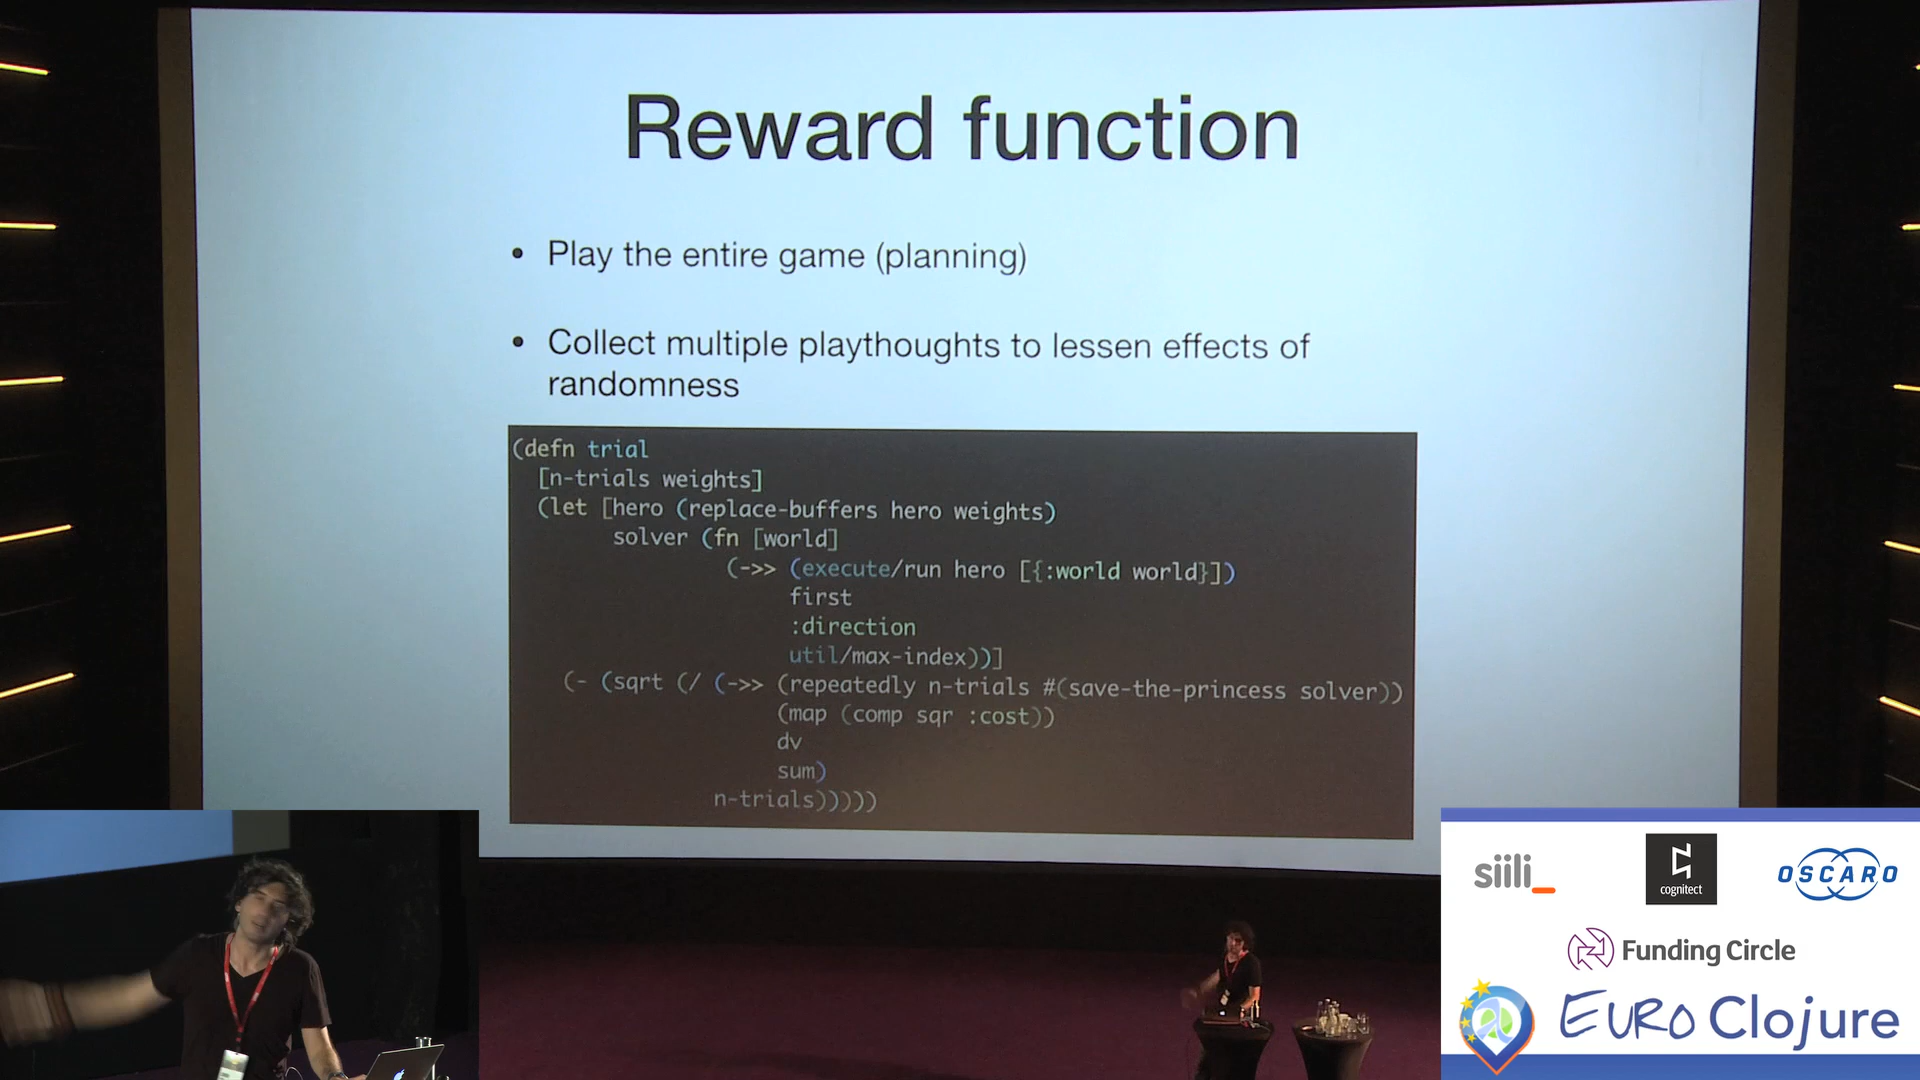 Reward function
• Play the entire game (planning)
• Collect multiple playthoughts to lessen effects of
randomness
(defn trial
[n-trials weights]
(let [hero (replace-buffers hero weights)
solver (fn [world]
(->> (execute/run hero [{:world world}])
first
:direction
util/max-index))]
(- (sqrt (/ (->> (repeatedly n-trials #(save-the-princess solver))
(map (comp sqr :cost))
dv
sum)
n-trials)))))
siili_
cognitect
OSCARO
Funding Circle
EURO Clojure